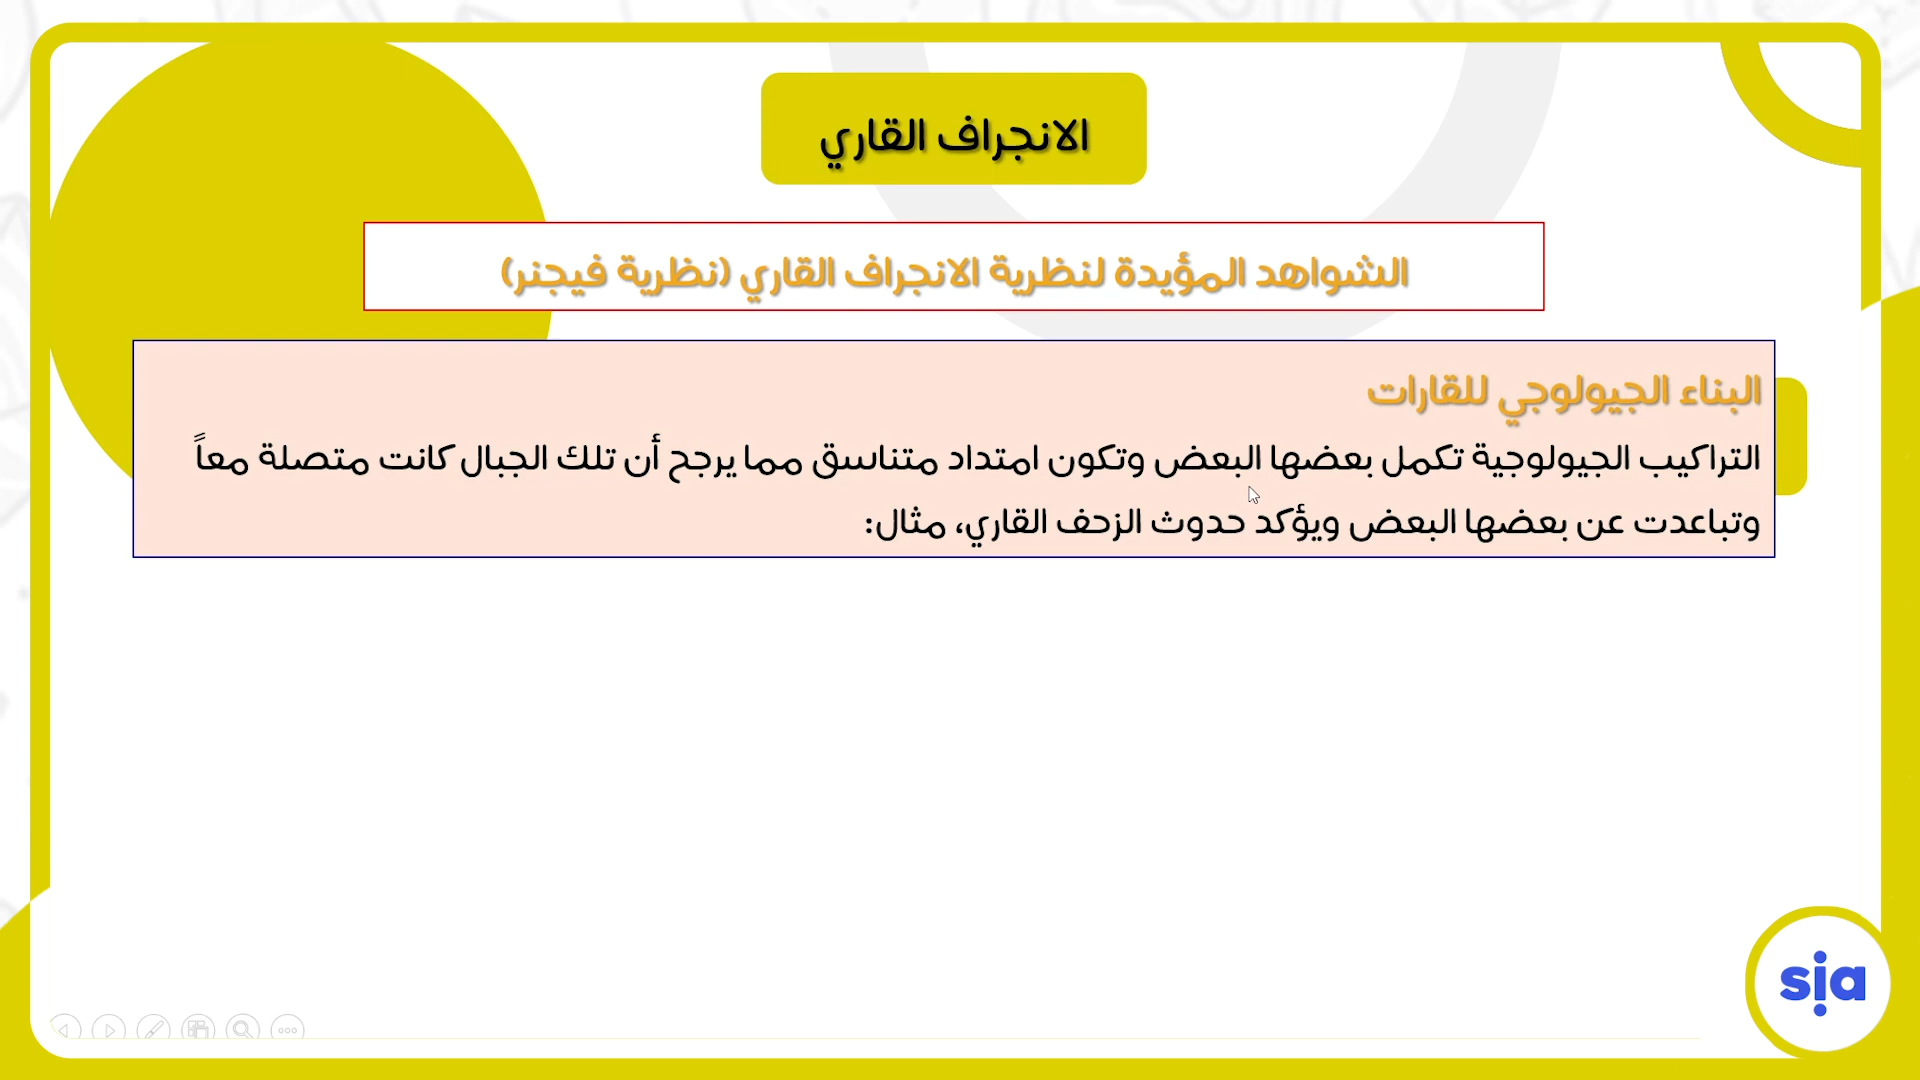 الانجراف القاري
الشواهد المؤيدة لنظرية الانجراف القاري (نظرية فيجنر)
البناء الجيولوجي للقارات
التراكيب الجيولوجية تكمل بعضها البعض وتكون امتداد متناسق مما يرجح أن تلك الجبال كانت متصلة معاً
وتباعدت عن بعضها البعض ويؤكد حدوث الزحف القاري، مثال:
sia